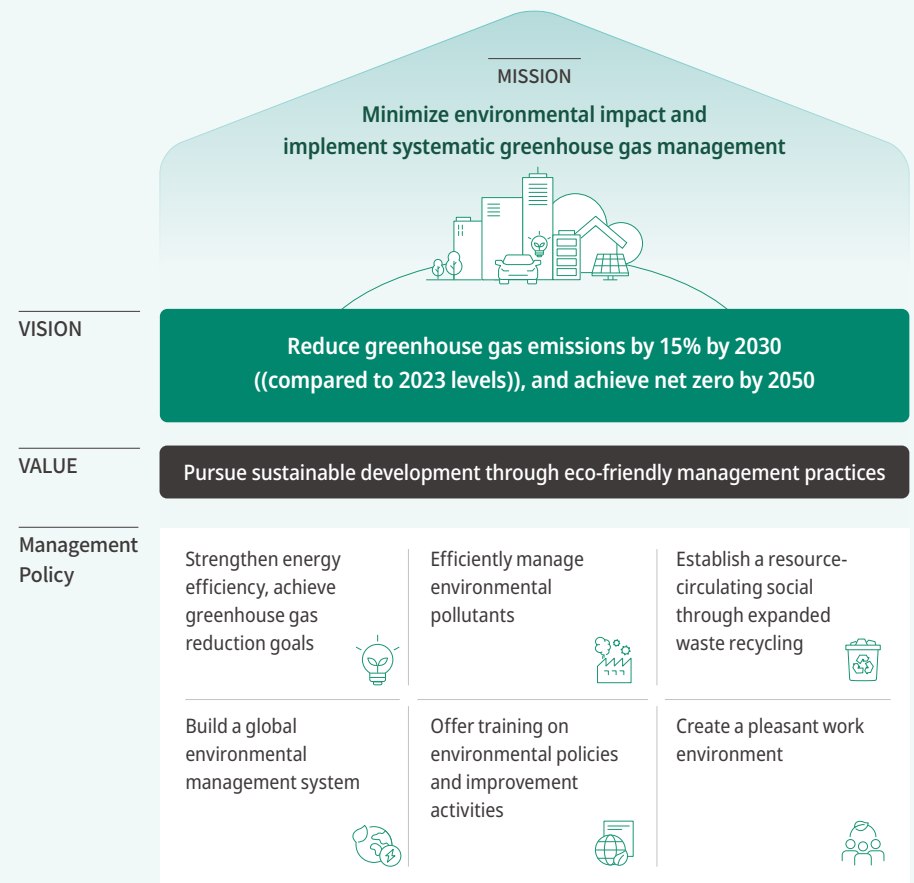 MISSION
Minimize environmental impact and
implement systematic greenhouse gas management
VISION
Reduce greenhouse gas emissions by 15% by 2030
((compared to 2023 levels)), and achieve net zero by 2050
VALUE
Pursue sustainable development through eco-friendly management practices
Management
Policy
Strengthen energy
efficiency, achieve
greenhouse gas
reduction goals
Efficiently manage
environmental
pollutants
Establish a resource-
circulating social
through expanded
waste recycling
Build a global
environmental
management system
Offer training on
environmental policies
and improvement
activities
Create a pleasant work
environment